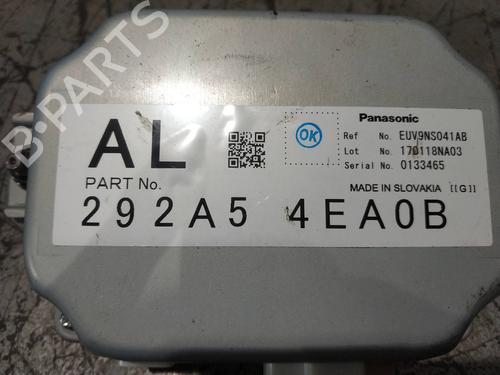 B-PARTS
AL
OK
Panasonic
Ref No. EUV9NS041AB
Lot No. 170118NA03
Serial No. 0133465
PART No.
MADE IN SLOVAKIA [[G]]
292A5 4EA0B